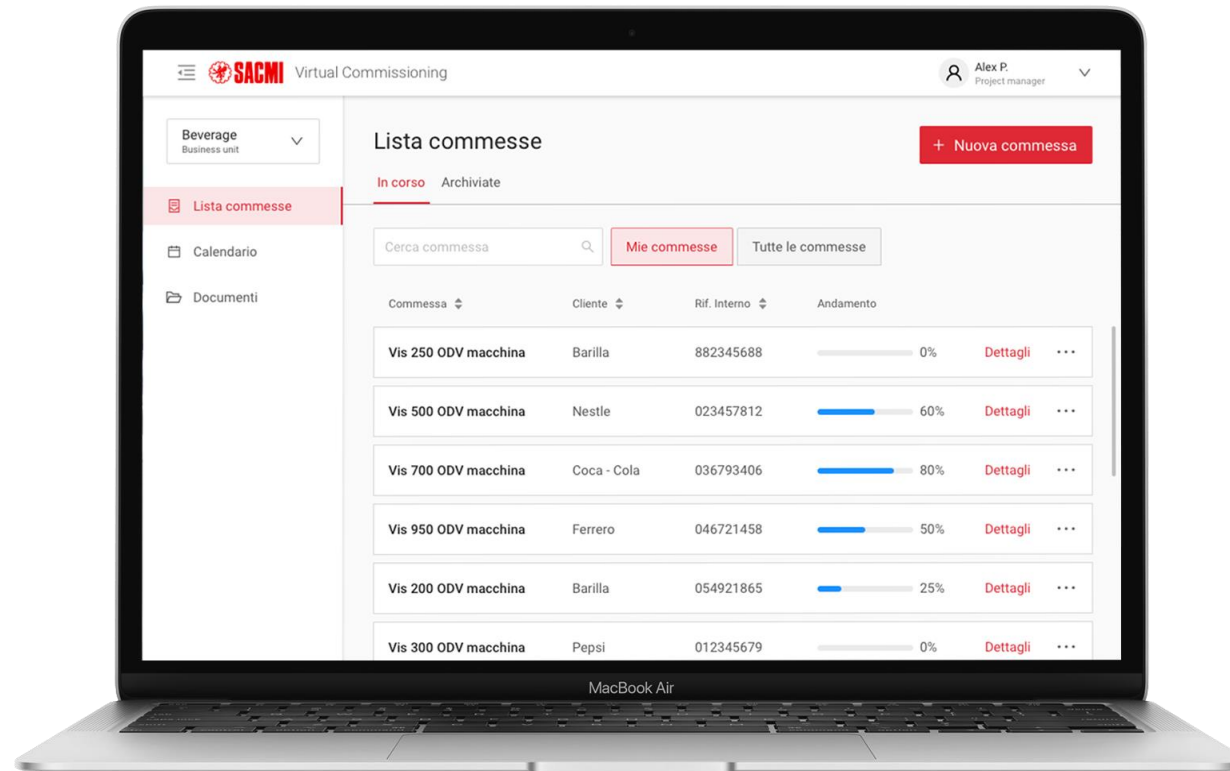 SACMI Virtual Commissioning
Alex P.
Project manager
Beverage
Business unit
Lista commesse
Calendario
Documenti
Lista commesse
+ Nuova commessa
In corso Archiviate
Cerca commessa Mie commesse Tutte le commesse
Commessa Cliente Rif. Interno Andamento
Vis 250 ODV macchina Barilla 882345688 0% Dettagli ...
Vis 500 ODV macchina Nestle 023457812 60% Dettagli ...
Vis 700 ODV macchina Coca - Cola 036793406 80% Dettagli ...
Vis 950 ODV macchina Ferrero 046721458 50% Dettagli ...
Vis 200 ODV macchina Barilla 054921865 25% Dettagli ...
Vis 300 ODV macchina Pepsi 012345679 0% Dettagli ...
MacBook Air